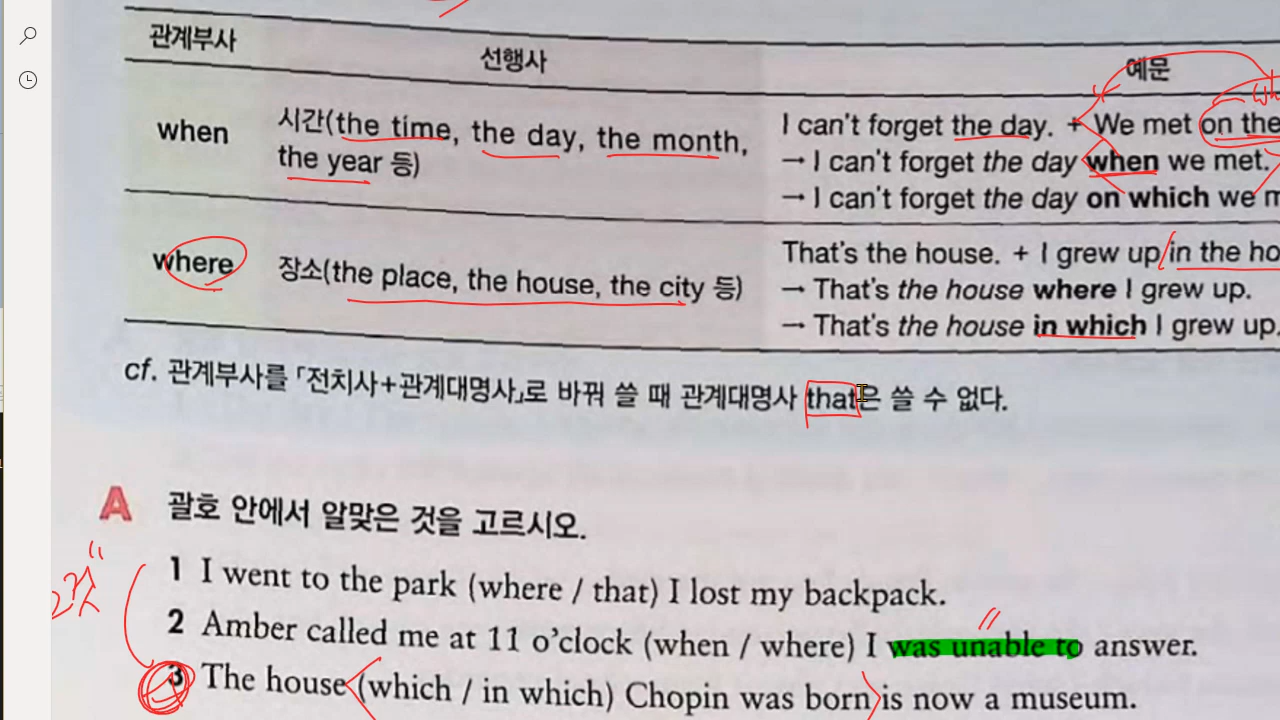 관계부사 선행사 예문
when 시간(the time, the day, the month, the year 등)
I can't forget the day. + We met on the
→ I can't forget the day when we met.
→ I can't forget the day on which we
where 장소(the place, the house, the city 등)
That's the house. + I grew up in the
→ That's the house where I grew up.
→ That's the house in which I grew up.
cf. 관계부사를 「전치사+관계대명사」로 바꿔 쓸 때 관계대명사 that은 쓸 수 없다.
A 괄호 안에서 알맞은 것을 고르시오.
1 I went to the park (where / that) I lost my backpack.
2 Amber called me at 11 o'clock (when / where) I was unable to answer.
3 The house (which / in which) Chopin was born is now a museum.